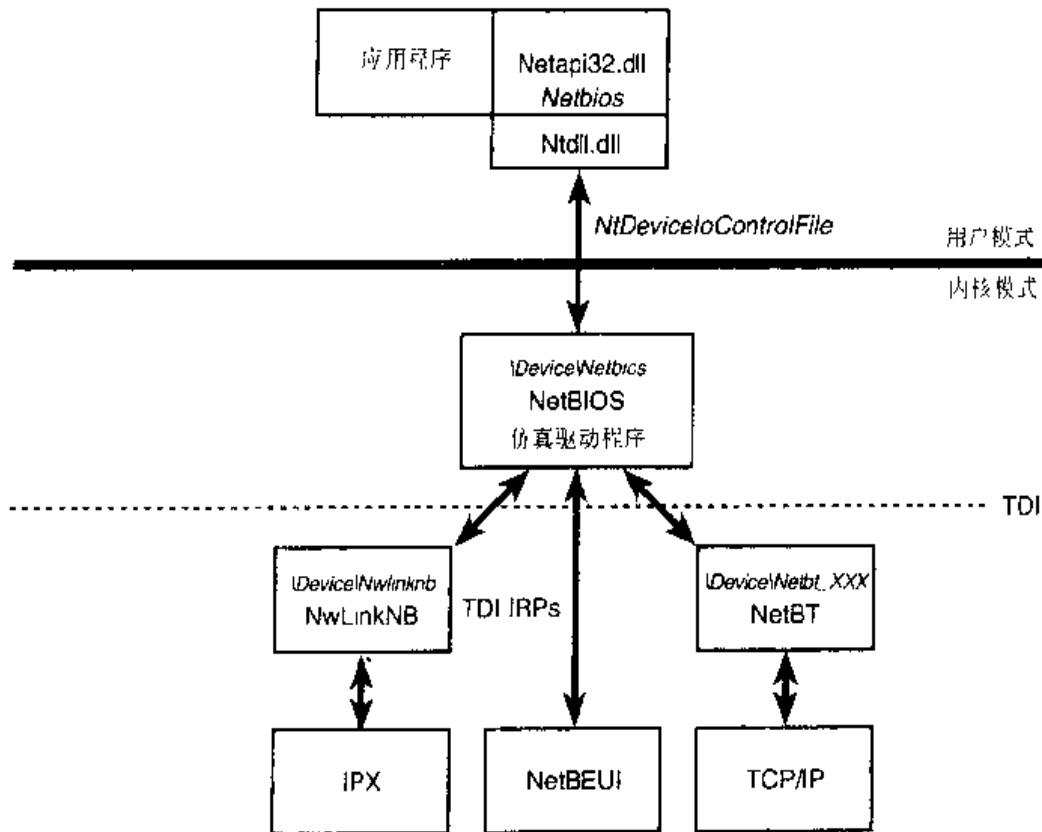 应用程序
Netapi32.dll
Netbios
Ntdll.dll
NtDeviceIoControlFile
用户模式
内核模式
\Device\Netbios
NetBIOS
仿真驱动程序
TDI
\Device\Nwlinknb
NwLinkNB
TDI IRPs
\Device\Netbt_XXX
NetBT
IPX
NetBEUI
TCP/IP